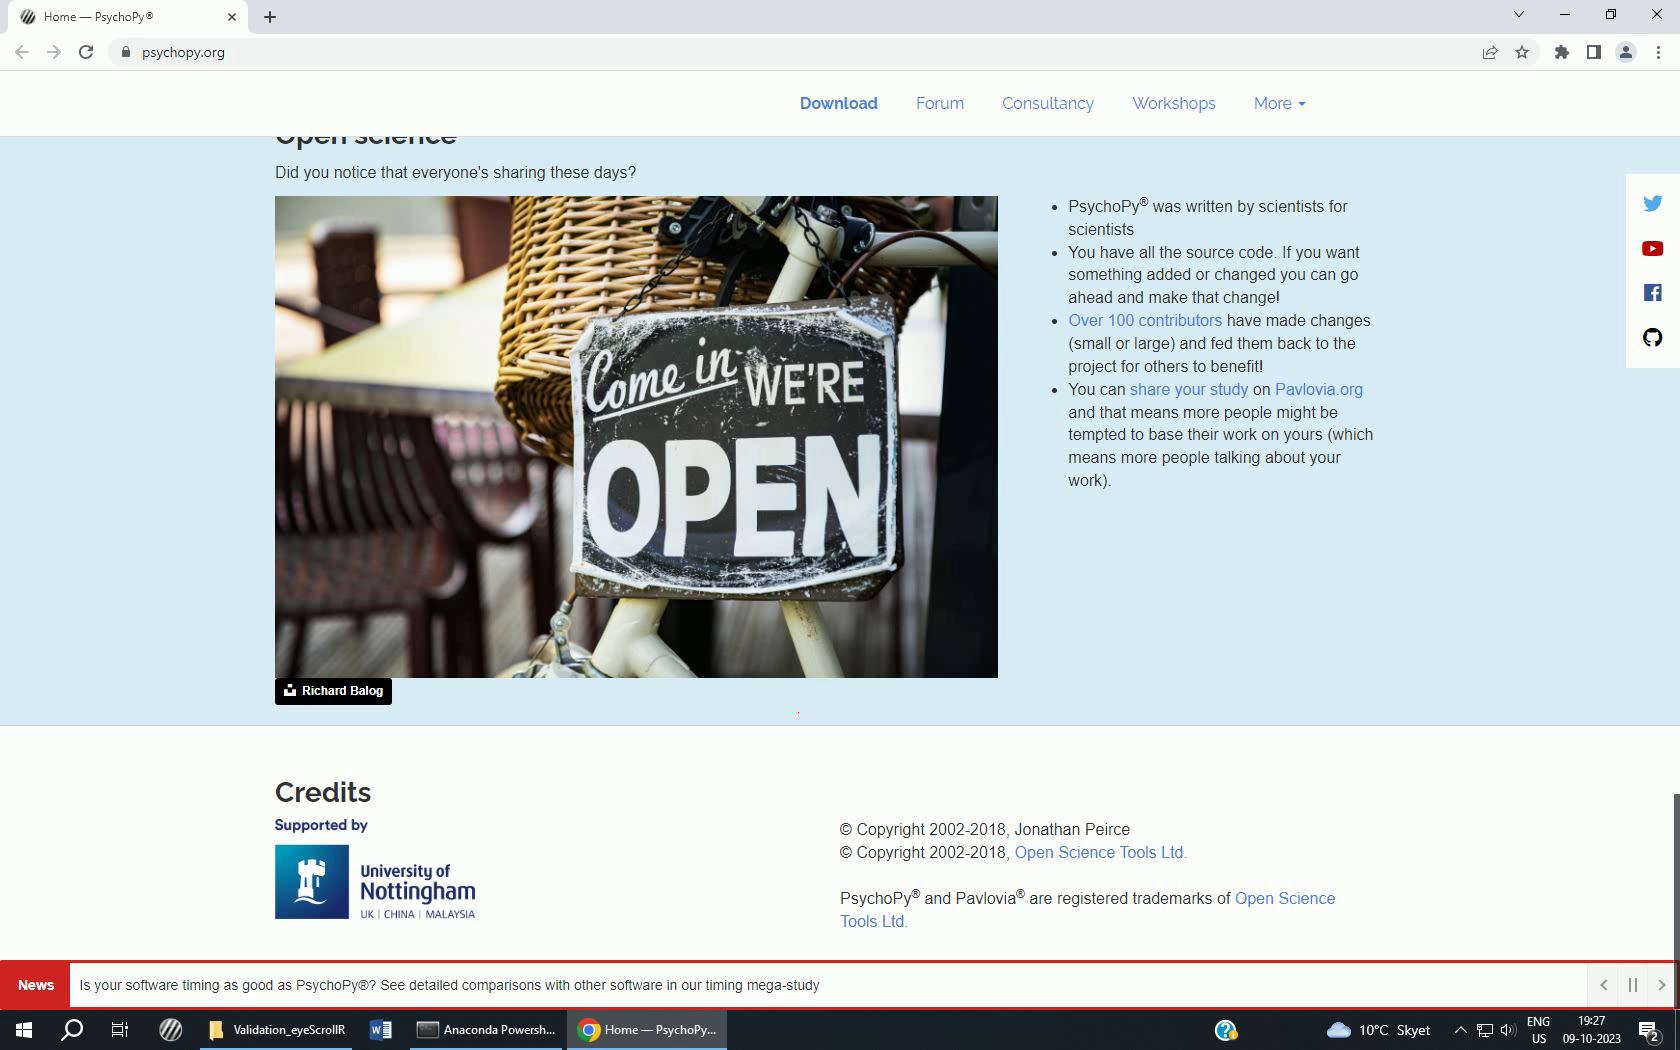 Home — PsychoPy®
psychopy.org
Download Forum Consultancy Workshops More
Open science
Did you notice that everyone's sharing these days?
Come in WE'RE
OPEN
Richard Balog
PsychoPy® was written by scientists for
scientists
You have all the source code. If you want
something added or changed you can go
ahead and make that change!
Over 100 contributors have made changes
(small or large) and fed them back to the
project for others to benefit!
You can share your study on Pavlovia.org
and that means more people might be
tempted to base their work on yours (which
means more people talking about your
work).
Credits
Supported by
University of
Nottingham
UK | CHINA | MALAYSIA
© Copyright 2002-2018, Jonathan Peirce
© Copyright 2002-2018, Open Science Tools Ltd.
PsychoPy® and Pavlovia® are registered trademarks of Open Science
Tools Ltd.
News Is your software timing as good as PsychoPy®? See detailed comparisons with other software in our timing mega-study
Validation_eyeScrollR Anaconda Powersh... Home — PsychoPy... 10°C Skyet ENG US 19:27 09-10-2023 2